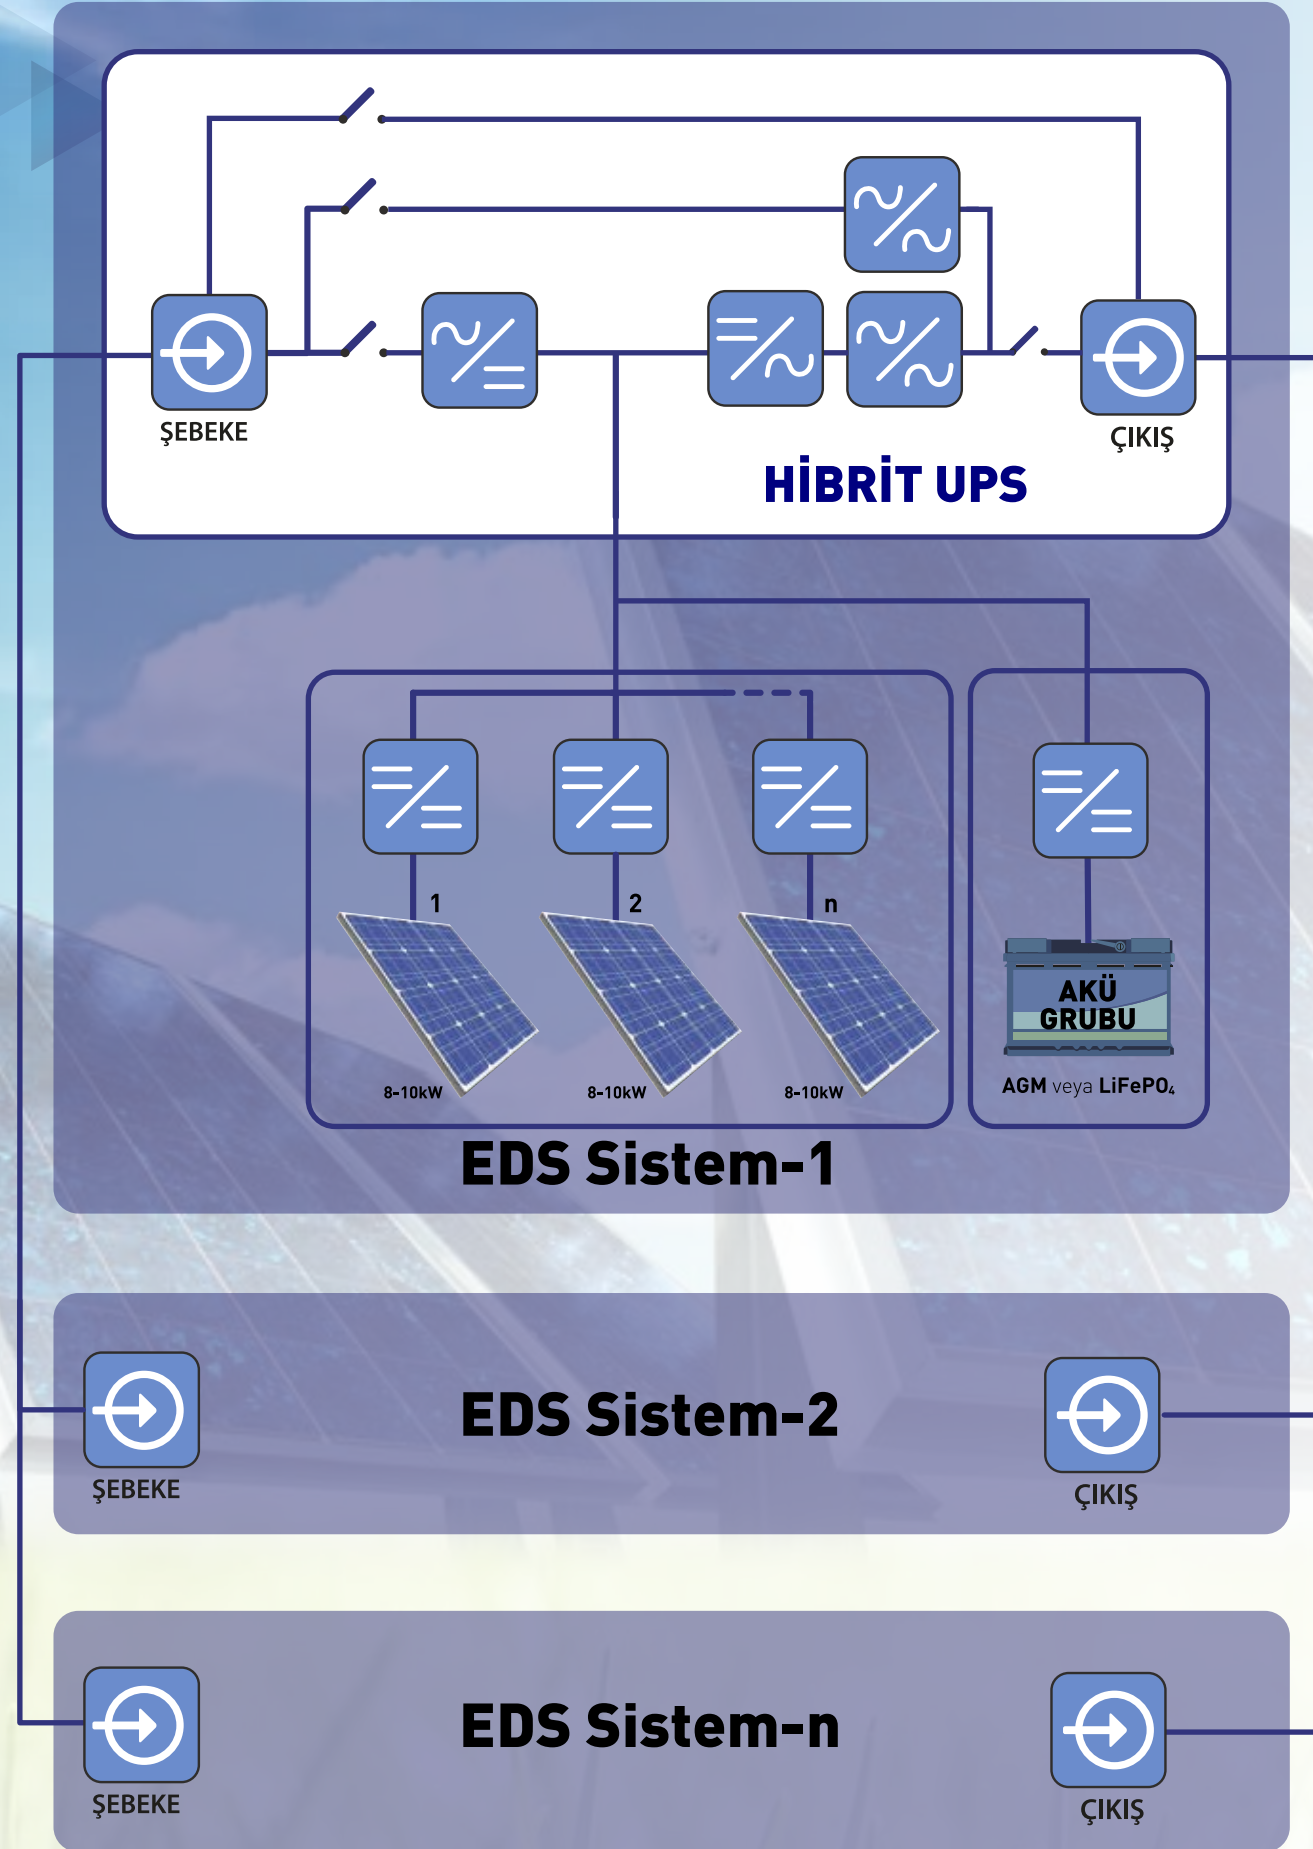 ŞEBEKE
ÇIKIŞ
HİBRİT UPS
1
2
n
8-10kW
8-10kW
8-10kW
AKÜ
GRUBU
AGM veya LiFePO₄
EDS Sistem-1
ŞEBEKE
EDS Sistem-2
ÇIKIŞ
ŞEBEKE
EDS Sistem-n
ÇIKIŞ